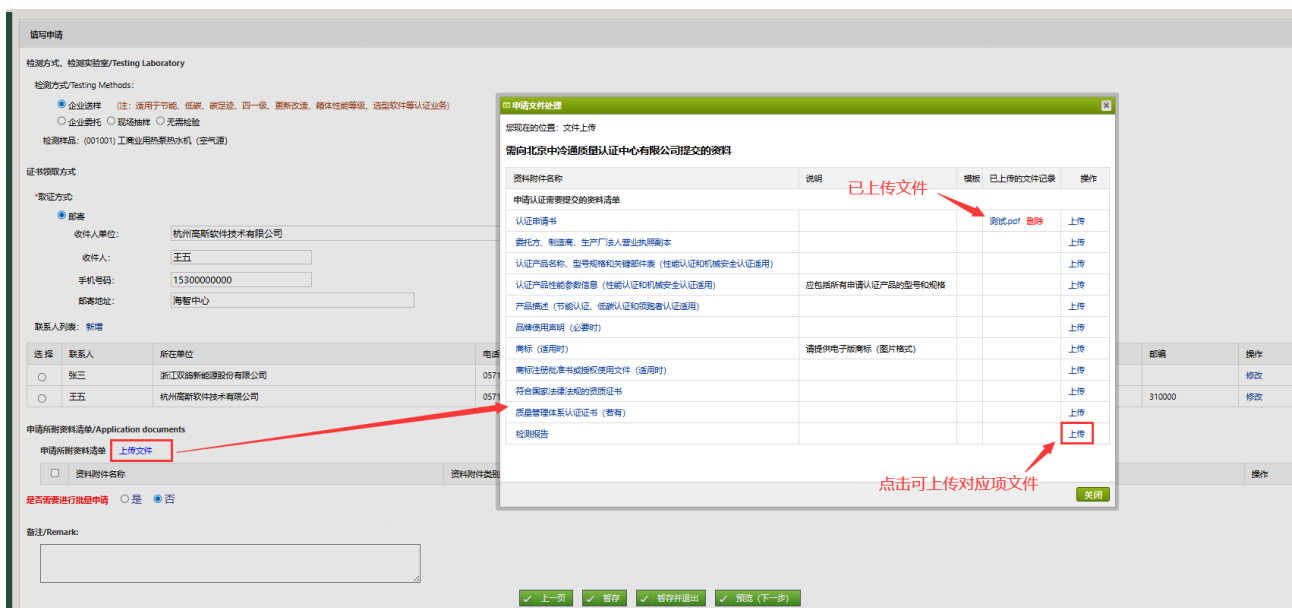 填写申请
检测方式、检测实验室/Testing Laboratory
检测方式/Testing Methods:
企业送样 (注：适用于节能、低碳、碳足迹、四一级、更新改造、箱体性能等级、选型软件等认证业务)
企业委托 现场抽样 无需检验
检测样品：(001001) 工商业用热泵热水机（空气源）
证书领取方式
*取证方式:
邮寄
收件人单位： 杭州高斯软件技术有限公司
收件人： 王五
手机号码： 15300000000
邮寄地址： 海智中心
联系人列表： 新增
选择 联系人 所在单位 电话 邮编 操作
张三 浙江双 新能源股份有限公司 0571 修改
王五 杭州高斯软件技术有限公司 0571 310000 修改
申请所附资料清单/Application documents
申请所附资料清单 上传文件
资料附件名称 资料附件类别 操作
是否需要进行批量申请 是 否
备注/Remark:
上一页 暂存 暂存并退出 预览（下一步）
申请文件处理
您现在的位置：文件上传
需向北京中冷通质量认证中心有限公司提交的资料
资料附件名称 说明 模板 已上传的文件记录 操作
已上传文件
申请认证需要提交的资料清单
认证申请书 测试.pdf 删除 上传
委托方、制造商、生产厂法人营业执照副本 上传
认证产品名称、型号规格和关键部件表（性能认证和机械安全认证适用） 上传
认证产品性能参数信息（性能认证和机械安全认证适用） 应包括所有申请认证产品的型号和规格 上传
产品描述（节能认证、低碳认证和领跑者认证适用） 上传
品牌使用声明（必要时） 上传
商标（适用时） 请提供电子版商标（图片格式） 上传
商标注册批准书或授权使用文件（适用时） 上传
符合国家法律法规的资质证书 上传
质量管理体系认证证书（若有） 上传
检测报告 上传
点击可上传对应项文件
关闭